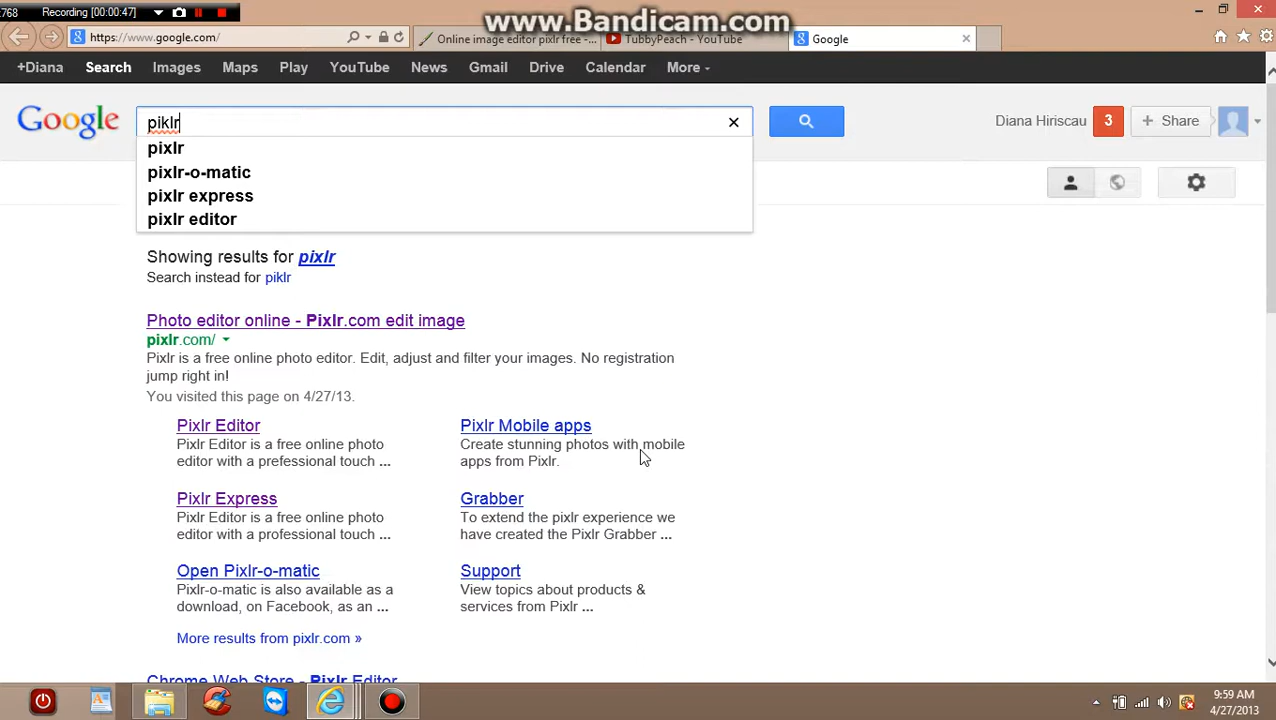 768 Recording [00:00:47]
www.Bandicam.com
https://www.google.com/
Online image editor pixlr free -...
TubbyPeach - YouTube
Google
+Diana Search Images Maps Play YouTube News Gmail Drive Calendar More
Google piklr Diana Hiriscau 3 + Share
pixlr
pixlr-o-matic
pixlr express
pixlr editor
Showing results for pixlr
Search instead for piklr
Photo editor online - Pixlr.com edit image
pixlr.com/
Pixlr is a free online photo editor. Edit, adjust and filter your images. No registration
jump right in!
You visited this page on 4/27/13.
Pixlr Editor
Pixlr Editor is a free online photo
editor with a prefessional touch ...
Pixlr Mobile apps
Create stunning photos with mobile
apps from Pixlr.
Pixlr Express
Pixlr Editor is a free online photo
editor with a prefessional touch ...
Grabber
To extend the pixlr experience we
have created the Pixlr Grabber ...
Open Pixlr-o-matic
Pixlr-o-matic is also available as a
download, on Facebook, as an ...
Support
View topics about products &
services from Pixlr ...
More results from pixlr.com »
Chrome Web Store - Pixlr Editor
9:59 AM
4/27/2013